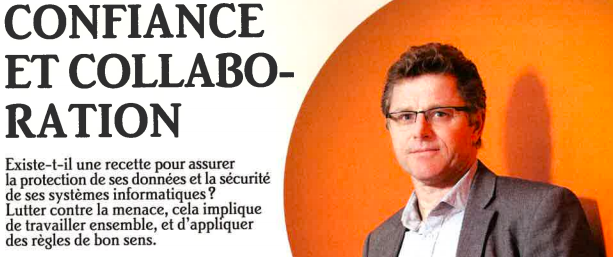 CONFIANCE
ET COLLABO-
RATION
Existe-t-il une recette pour assurer
la protection de ses données et la sécurité
de ses systèmes informatiques ?
Lutter contre la menace, cela implique
de travailler ensemble, et d'appliquer
des règles de bon sens.